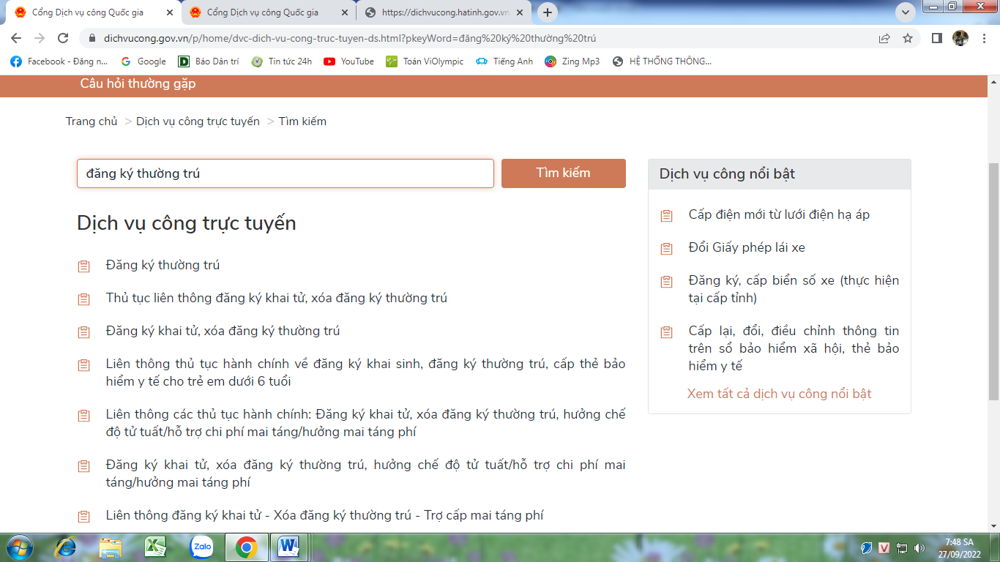 Cổng Dịch vụ công Quốc gia
Cổng Dịch vụ công Quốc gia
https://dichvucong.hatinh.gov.vn
dichvucong.gov.vn/p/home/dvc-dich-vu-cong-truc-tuyen-ds.html?pkeyWord=đăng%20ký%20thường%20trú
Facebook - Đăng n...
Google
Báo Dân trí
Tin tức 24h
YouTube
Toán ViOlympic
Tiếng Anh
Zing Mp3
HỆ THỐNG THÔNG...
Câu hỏi thường gặp
Trang chủ > Dịch vụ công trực tuyến > Tìm kiếm
đăng ký thường trú
Tìm kiếm
Dịch vụ công trực tuyến
Đăng ký thường trú
Thủ tục liên thông đăng ký khai tử, xóa đăng ký thường trú
Đăng ký khai tử, xóa đăng ký thường trú
Liên thông thủ tục hành chính về đăng ký khai sinh, đăng ký thường trú, cấp thẻ bảo
hiểm y tế cho trẻ em dưới 6 tuổi
Liên thông các thủ tục hành chính: Đăng ký khai tử, xóa đăng ký thường trú, hưởng chế
độ tử tuất/hỗ trợ chi phí mai táng/hưởng mai táng phí
Đăng ký khai tử, xóa đăng ký thường trú, hưởng chế độ tử tuất/hỗ trợ chi phí mai
táng/hưởng mai táng phí
Liên thông đăng ký khai tử - Xóa đăng ký thường trú - Trợ cấp mai táng phí
Dịch vụ công nổi bật
Cấp điện mới từ lưới điện hạ áp
Đổi Giấy phép lái xe
Đăng ký, cấp biển số xe (thực hiện
tại cấp tỉnh)
Cấp lại, đổi, điều chỉnh thông tin
trên sổ bảo hiểm xã hội, thẻ bảo
hiểm y tế
Xem tất cả dịch vụ công nổi bật
Zalo
7:48 SA
27/09/2022